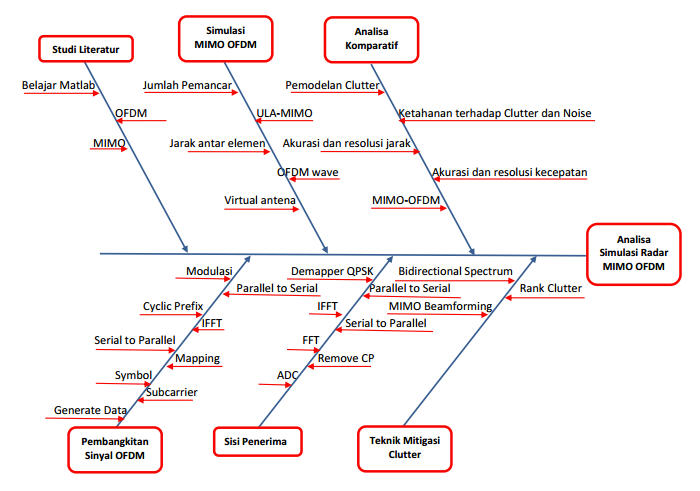 Studi Literatur
Simulasi
MIMO OFDM
Analisa
Komparatif
Belajar Matlab
Jumlah Pemancar
Pemodelan Clutter
OFDM
ULA-MIMO
Ketahanan terhadap Clutter dan Noise
MIMO
Jarak antar elemen
Akurasi dan resolusi jarak
OFDM wave
Akurasi dan resolusi kecepatan
Virtual antena
MIMO-OFDM
Analisa
Simulasi Radar
MIMO OFDM
Modulasi
Demapper QPSK
Bidirectional Spectrum
Parallel to Serial
Parallel to Serial
Rank Clutter
Cyclic Prefix
IFFT
MIMO Beamforming
IFFT
Serial to Parallel
Serial to Parallel
FFT
Mapping
Remove CP
Symbol
ADC
Subcarrier
Generate Data
Pembangkitan
Sinyal OFDM
Sisi Penerima
Teknik Mitigasi
Clutter